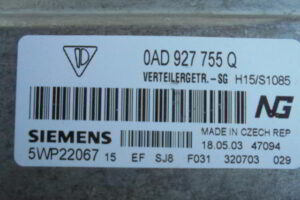 0AD 927 755 Q
VERTEILERGETR.-SG H15/S1085
NG
SIEMENS
MADE IN CZECH REP
18.05.03 47094
5WP22067 15 EF SJ8 F031 320703 029